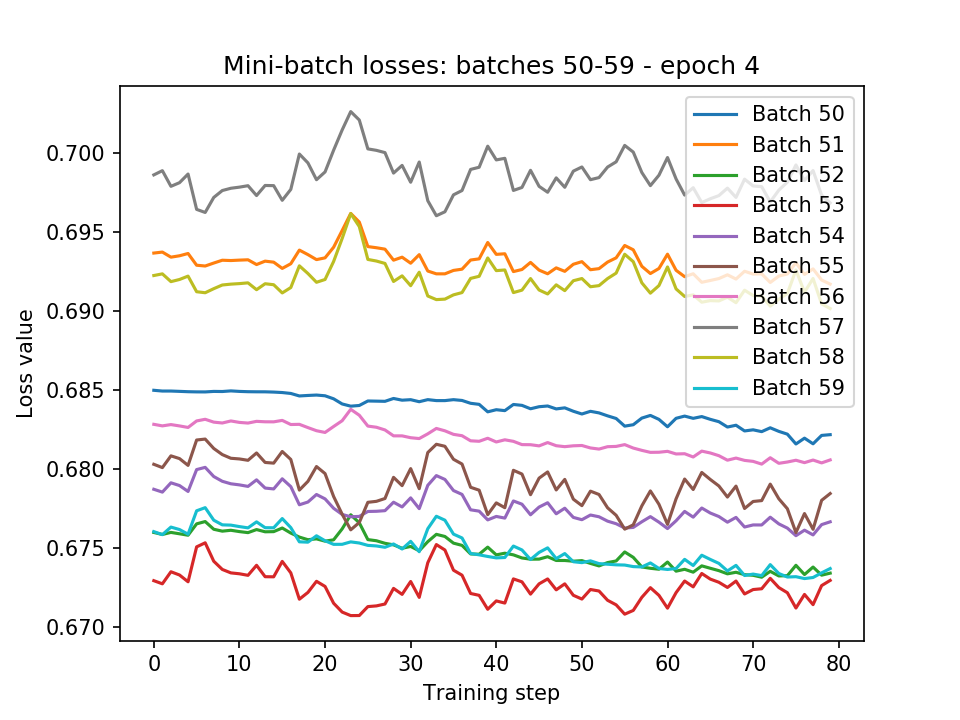 Mini-batch losses: batches 50-59 - epoch 4
Batch 50
Batch 51
Batch 52
Batch 53
Batch 54
Batch 55
Batch 56
Batch 57
Batch 58
Batch 59
0.700
0.695
0.690
0.685
0.680
0.675
0.670
Loss value
0 10 20 30 40 50 60 70 80
Training step